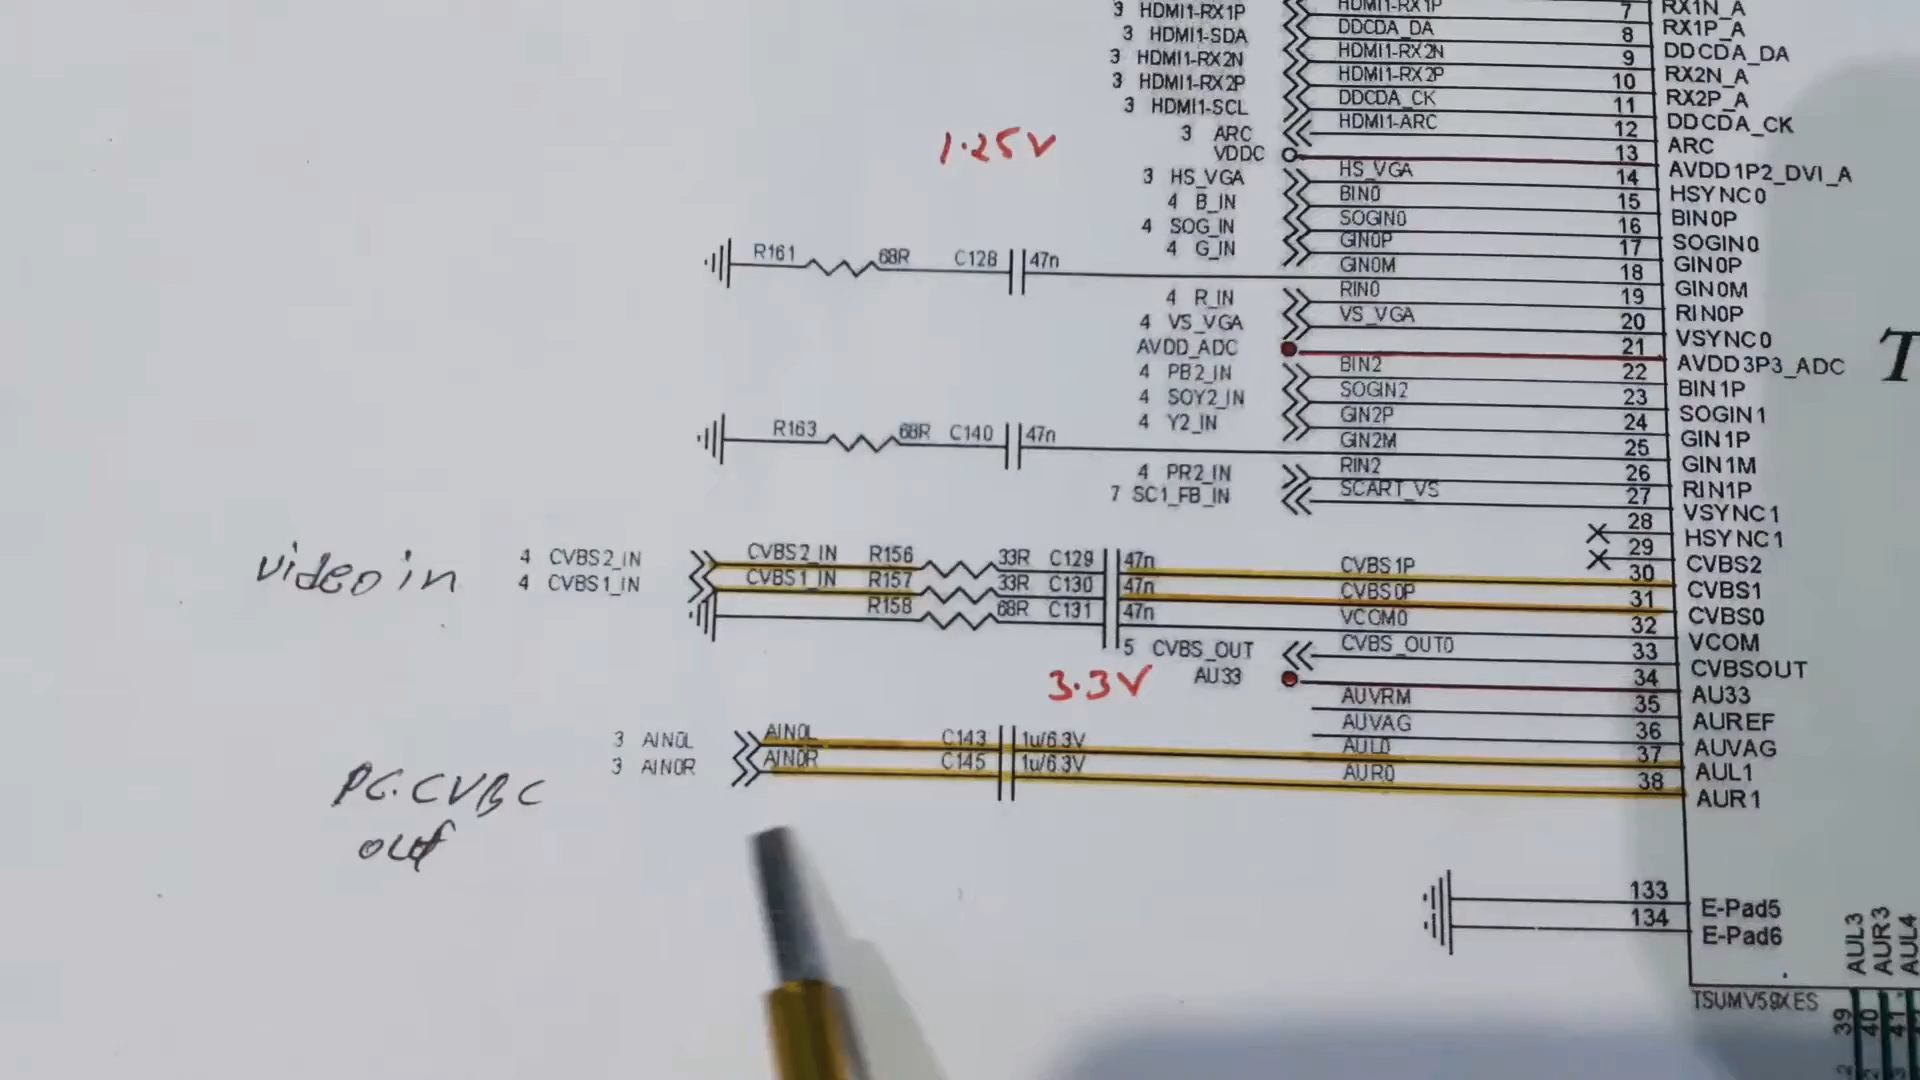 3 HDMI1-RX1P HDMI1-RX1P 7 RX1N_A
3 HDMI1-SDA DDCDA_DA 8 RX1P_A
3 HDMI1-RX2N HDMI1-RX2N 9 DDCDA_DA
3 HDMI1-RX2P HDMI1-RX2P 10 RX2N_A
3 HDMI1-SCL DDCDA_CK 11 RX2P_A
3 ARC HDMI1-ARC 12 DDCDA_CK
1.25V VDDC 13 ARC
3 HS_VGA HS_VGA 14 AVDD1P2_DVI_A
4 B_IN BIN0 15 HSYNC0
4 SOG_IN SOGIN0 16 BIN0P
4 G_IN GIN0P 17 SOGIN0
R161 68R C128 47n GIN0M 18 GIN0P
4 R_IN RIN0 19 GIN0M
4 VS_VGA VS_VGA 20 RIN0P
AVDD_ADC 21 VSYNC0
4 PB2_IN BIN2 22 AVDD3P3_ADC
4 SOY2_IN SOGIN2 23 BIN1P
4 Y2_IN GIN2P 24 SOGIN1
R163 68R C140 47n GIN2M 25 GIN1P
4 PR2_IN RIN2 26 GIN1M
7 SC1_FB_IN SCART_VS 27 RIN1P
28 VSYNC1
29 HSYNC1
video in 4 CVBS2_IN CVBS2_IN R156 33R C129 47n CVBS1P 30 CVBS2
4 CVBS1_IN CVBS1_IN R157 33R C130 47n CVBS0P 31 CVBS1
R158 68R C131 47n VCOM0 32 CVBS0
5 CVBS_OUT CVBS_OUT0 33 VCOM
3.3V AU33 34 CVBSOUT
AUVRM 35 AU33
AUVAG 36 AUREF
3 AIN0L AIN0L C143 1u/6.3V AUL0 37 AUVAG
3 AIN0R AIN0R C145 1u/6.3V AUR0 38 AUL1
AUR1
PC.CVBC
out
133 E-Pad5
134 E-Pad6
AUL3
AUR3
AUL4
TSUMV59XES
39
40
41
T